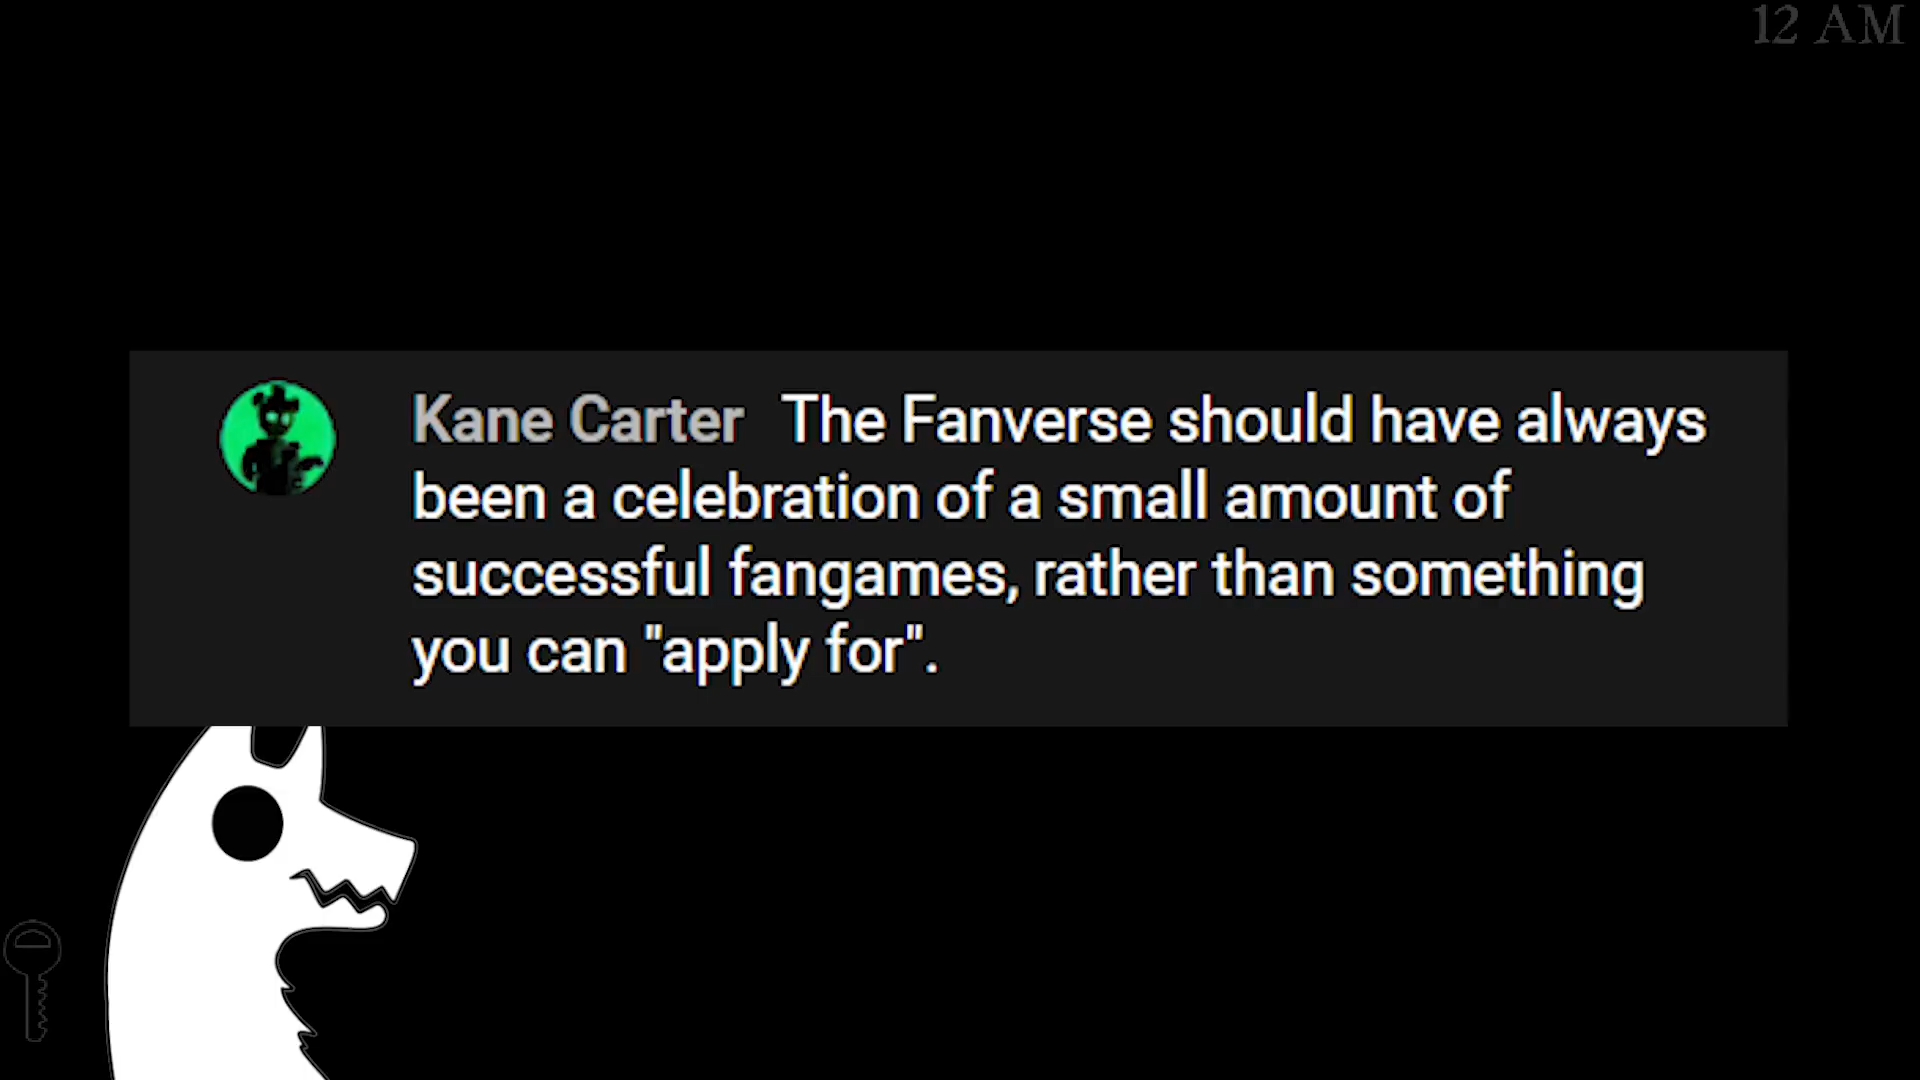 12 AM
Kane Carter The Fanverse should have always
been a celebration of a small amount of
successful fangames, rather than something
you can "apply for".